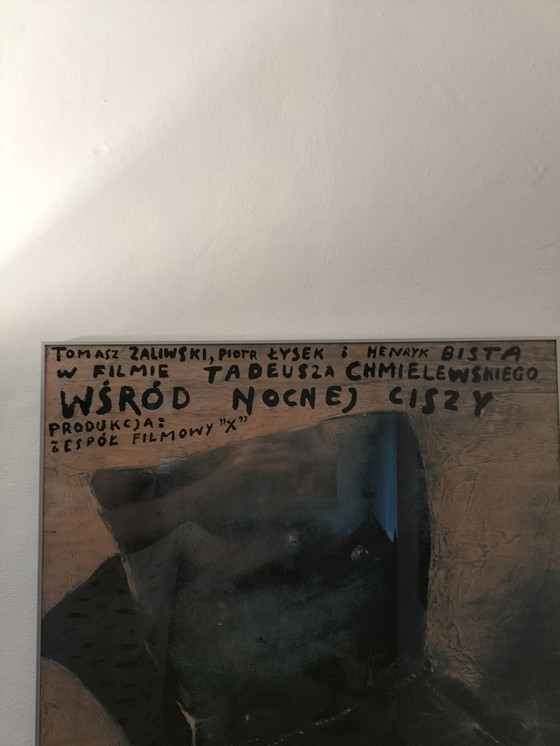 TOMASZ ZALIWSKI, PIOTR ŁYSEK i HENRYK BISTA
W FILMIE TADEUSZA CHMIELEWSKIEGO
WŚRÓD NOCNEJ CISZY
PRODUKCJA:
ZESPÓŁ FILMOWY "X"